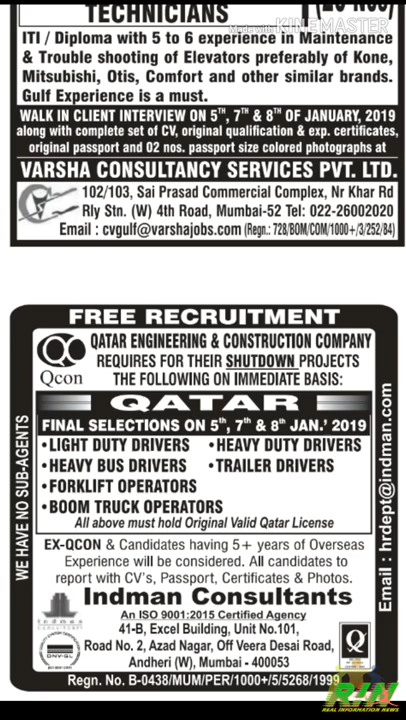 TECHNICIANS
Made with KINEMASTER
ITI / Diploma with 5 to 6 experience in Maintenance
& Trouble shooting of Elevators preferably of Kone,
Mitsubishi, Otis, Comfort and other similar brands.
Gulf Experience is a must.
WALK IN CLIENT INTERVIEW ON 5TH, 7TH & 8TH OF JANUARY, 2019
along with complete set of CV, original qualification & exp. certificates,
original passport and 02 nos. passport size colored photographs at
VARSHA CONSULTANCY SERVICES PVT. LTD.
102/103, Sai Prasad Commercial Complex, Nr Khar Rd
Rly Stn. (W) 4th Road, Mumbai-52 Tel: 022-26002020
Email : cvgulf@varshajobs.com (Regn.: 728/BOM/COM/1000+/3/252/84)
FREE RECRUITMENT
Qcon
QATAR ENGINEERING & CONSTRUCTION COMPANY
REQUIRES FOR THEIR SHUTDOWN PROJECTS
THE FOLLOWING ON IMMEDIATE BASIS:
QATAR
FINAL SELECTIONS ON 5th, 7th & 8th JAN.' 2019
•LIGHT DUTY DRIVERS •HEAVY DUTY DRIVERS
•HEAVY BUS DRIVERS •TRAILER DRIVERS
•FORKLIFT OPERATORS
•BOOM TRUCK OPERATORS
All above must hold Original Valid Qatar License
EX-QCON & Candidates having 5+ years of Overseas
Experience will be considered. All candidates to
report with CV's, Passport, Certificates & Photos.
WE HAVE NO SUB-AGENTS
Email : hrdept@indman.com
Indman
Indman Consultants
An ISO 9001:2015 Certified Agency
41-B, Excel Building, Unit No.101,
Road No. 2, Azad Nagar, Off Veera Desai Road,
Andheri (W), Mumbai - 400053
DNV-GL
Q
Regn. No. B-0438/MUM/PER/1000+/5/5268/1999
RIN
REAL INFORMATION NEWS